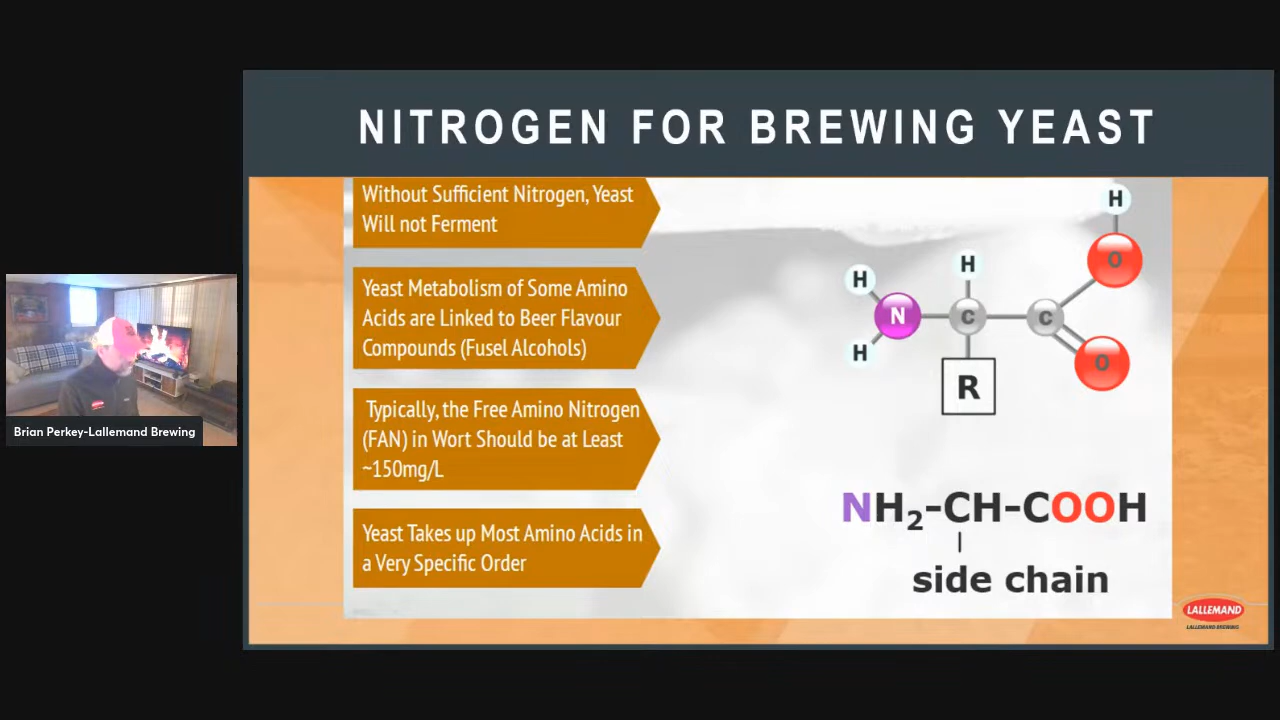 NITROGEN FOR BREWING YEAST
Without Sufficient Nitrogen, Yeast
Will not Ferment
Yeast Metabolism of Some Amino
Acids are Linked to Beer Flavour
Compounds (Fusel Alcohols)
Typically, the Free Amino Nitrogen
(FAN) in Wort Should be at Least
~150mg/L
Yeast Takes up Most Amino Acids in
a Very Specific Order
H
O
H
H
N
C
C
H
O
R
NH₂-CH-COOH
side chain
LALLEMAND
LALLEMAND BREWING
Brian Perkey-Lallemand Brewing